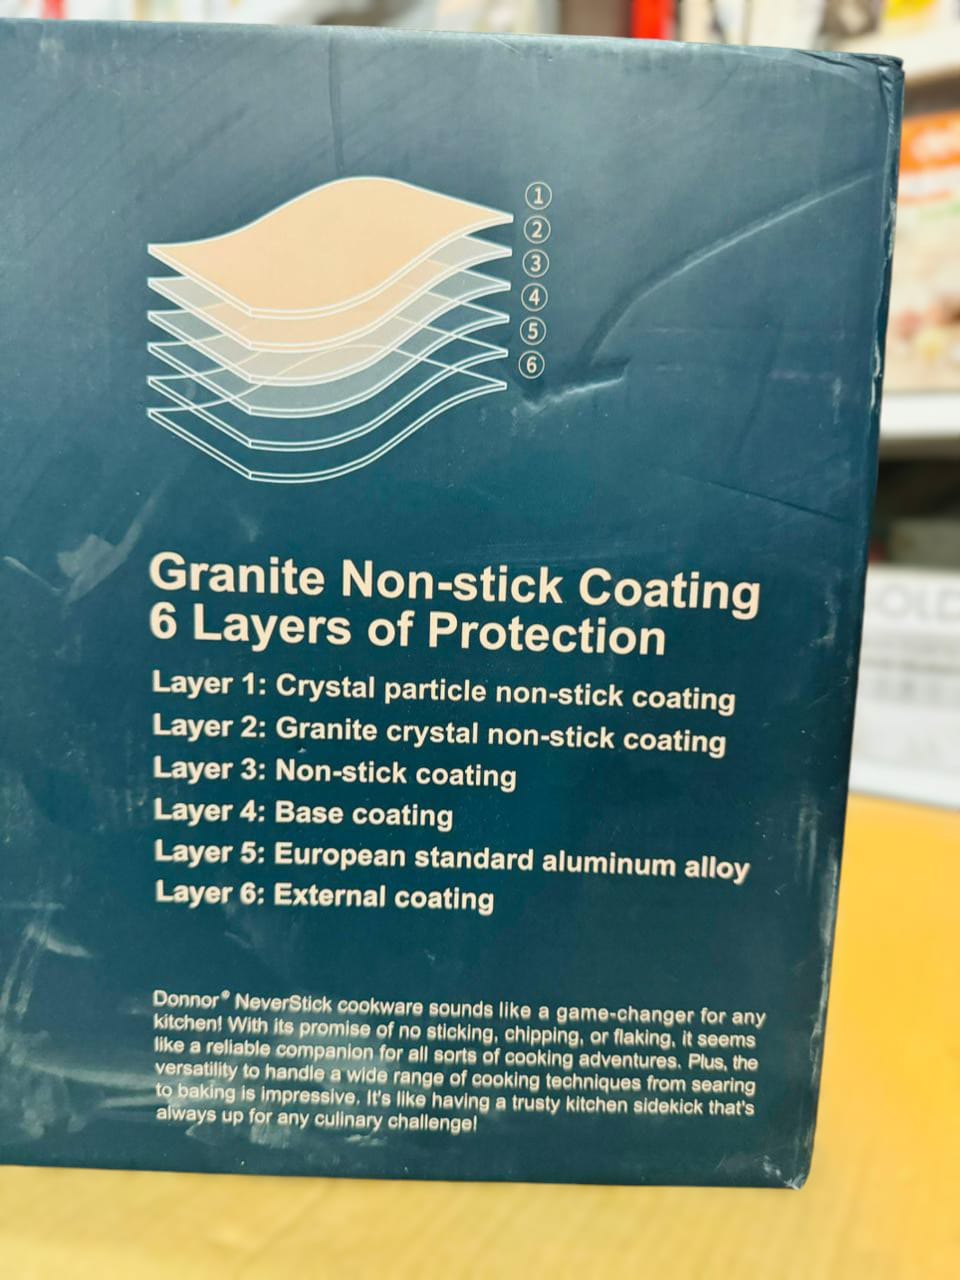 ①
②
③
④
⑤
⑥
Granite Non-stick Coating
6 Layers of Protection
Layer 1: Crystal particle non-stick coating
Layer 2: Granite crystal non-stick coating
Layer 3: Non-stick coating
Layer 4: Base coating
Layer 5: European standard aluminum alloy
Layer 6: External coating
Donnor® NeverStick cookware sounds like a game-changer for any
kitchen! With its promise of no sticking, chipping, or flaking, it seems
like a reliable companion for all sorts of cooking adventures. Plus, the
versatility to handle a wide range of cooking techniques from searing
to baking is impressive. It's like having a trusty kitchen sidekick that's
always up for any culinary challenge!